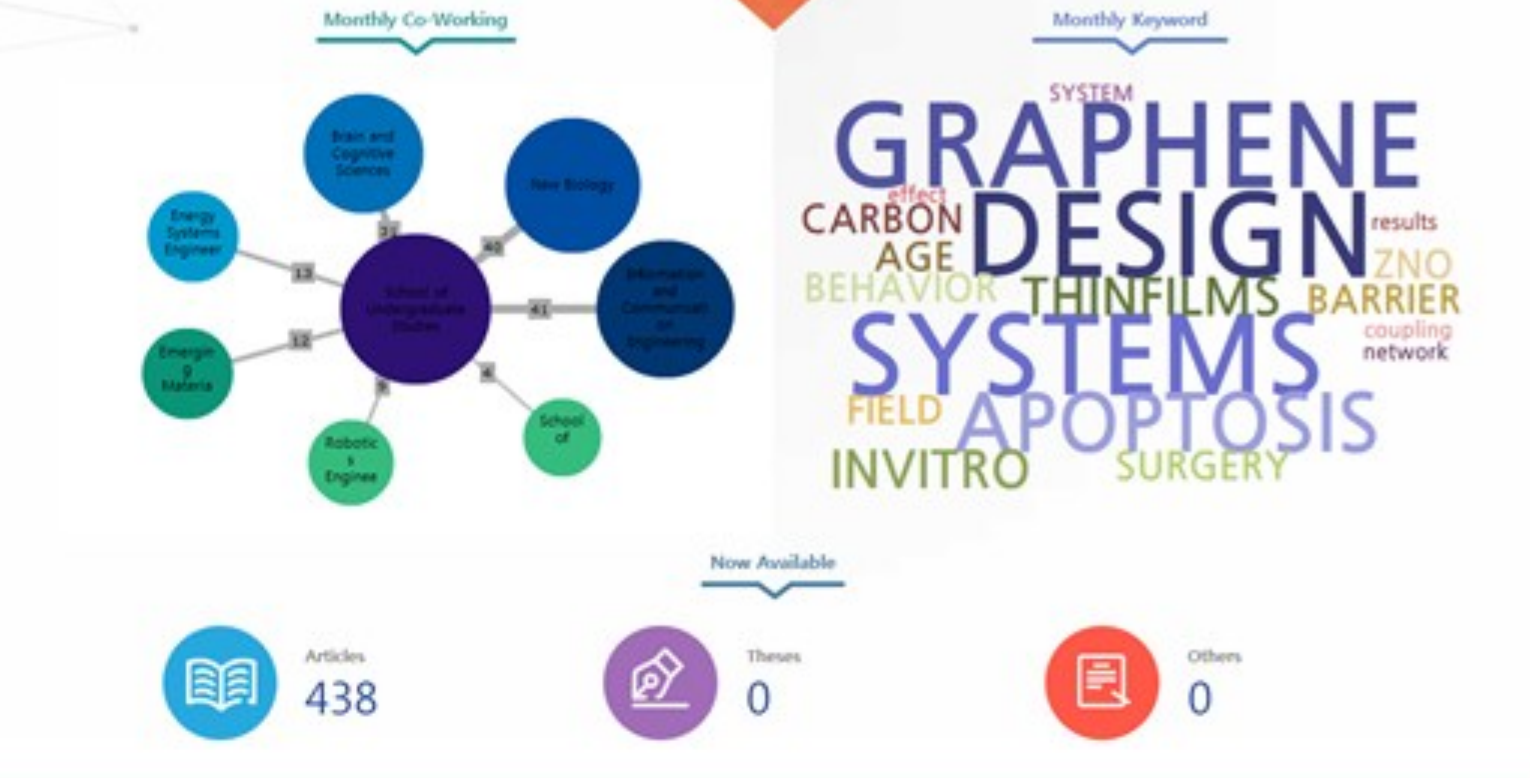 Monthly Co-Working
Brain and
Cognitive
Sciences
New Biology
Energy
Systems
Engineer
31
40
13
School of
Undergraduate
Studies
41
Information
and
Communicati
on
Engineering
12
Emergin
g
Materia
9
Robotic
s
Enginee
School
of
Monthly Keyword
SYSTEM
GRAPHENE
effect
CARBON
DESIGN
results
AGE
ZNO
BEHAVIOR
THINFILMS
BARRIER
SYSTEMS
coupling
network
FIELD
APOPTOSIS
INVITRO
SURGERY
Now Available
Articles
438
Theses
0
Others
0